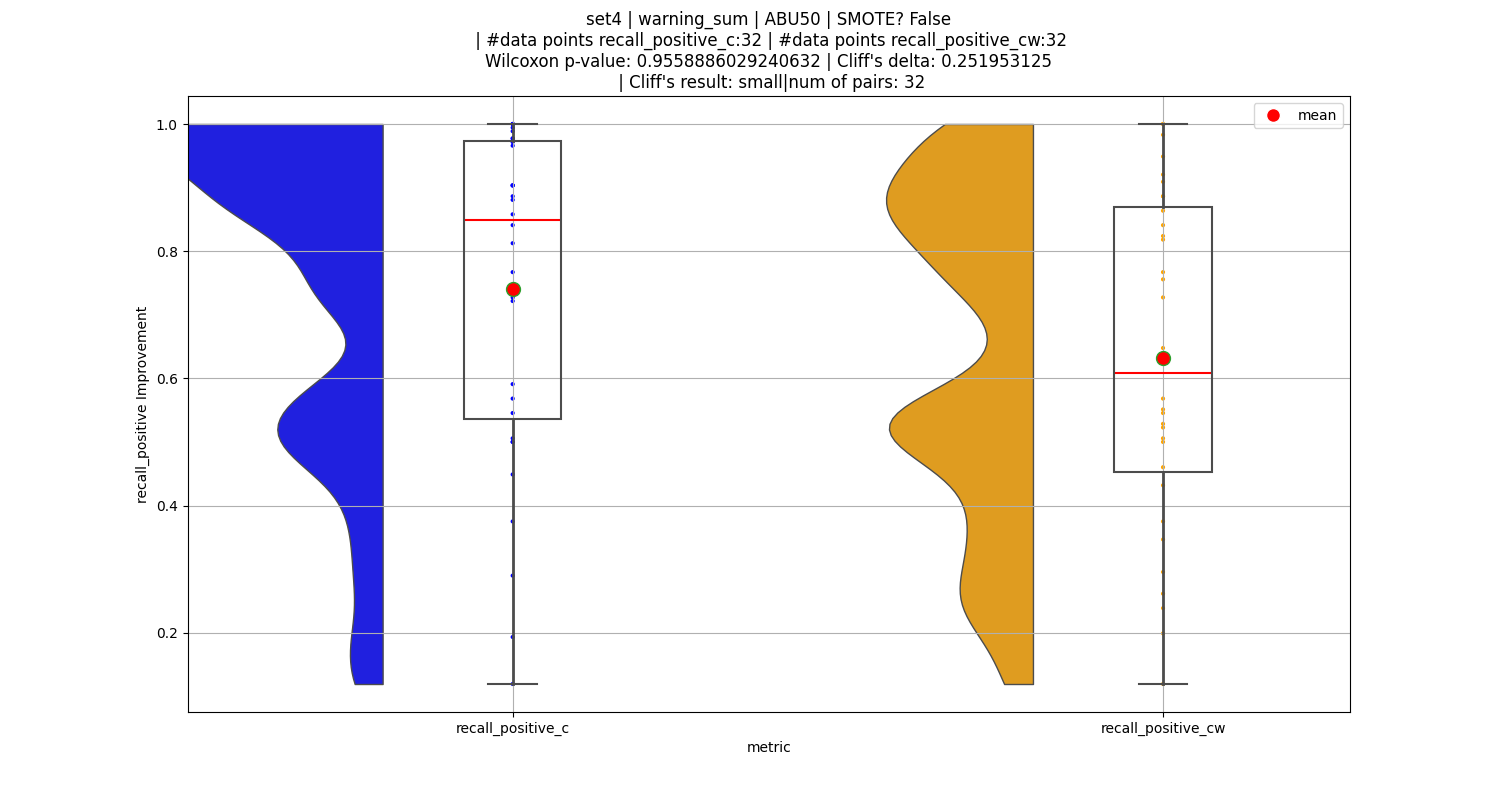 set4 | warning_sum | ABU50 | SMOTE? False
| #data points recall_positive_c:32 | #data points recall_positive_cw:32
Wilcoxon p-value: 0.9558886029240632 | Cliff's delta: 0.251953125
| Cliff's result: small|num of pairs: 32
mean
1.0
0.8
0.6
0.4
0.2
recall_positive Improvement
recall_positive_c
recall_positive_cw
metric